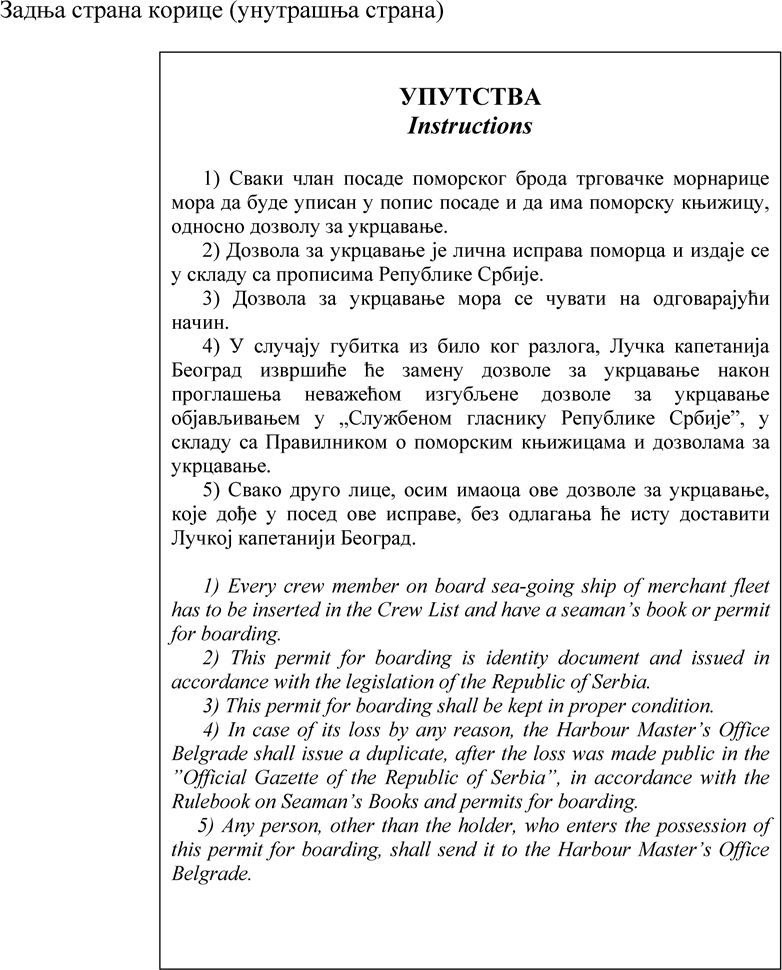 Задња страна корице (унутрашња страна)
УПУТСТВА
Instructions
1) Сваки члан посаде поморског брода трговачке морнарице
мора да буде уписан у попис посаде и да има поморску књижицу,
односно дозволу за укрцавање.
2) Дозвола за укрцавање је лична исправа поморца и издаје се
у складу са прописима Републике Србије.
3) Дозвола за укрцавање мора се чувати на одговарајући
начин.
4) У случају губитка из било ког разлога, Лучка капетанија
Београд извршиће ће замену дозволе за укрцавање након
проглашења неважећом изгубљене дозволе за укрцавање
објављивањем у „Службеном гласнику Републике Србије”, у
складу са Правилником о поморским књижицама и дозволама за
укрцавање.
5) Свако друго лице, осим имаоца ове дозволе за укрцавање,
које дође у посед ове исправе, без одлагања ће исту доставити
Лучкој капетанији Београд.
1) Every crew member on board sea-going ship of merchant fleet
has to be inserted in the Crew List and have a seaman’s book or permit
for boarding.
2) This permit for boarding is identity document and issued in
accordance with the legislation of the Republic of Serbia.
3) This permit for boarding shall be kept in proper condition.
4) In case of its loss by any reason, the Harbour Master’s Office
Belgrade shall issue a duplicate, after the loss was made public in the
”Official Gazette of the Republic of Serbia”, in accordance with the
Rulebook on Seaman’s Books and permits for boarding.
5) Any person, other than the holder, who enters the possession of
this permit for boarding, shall send it to the Harbour Master’s Office
Belgrade.